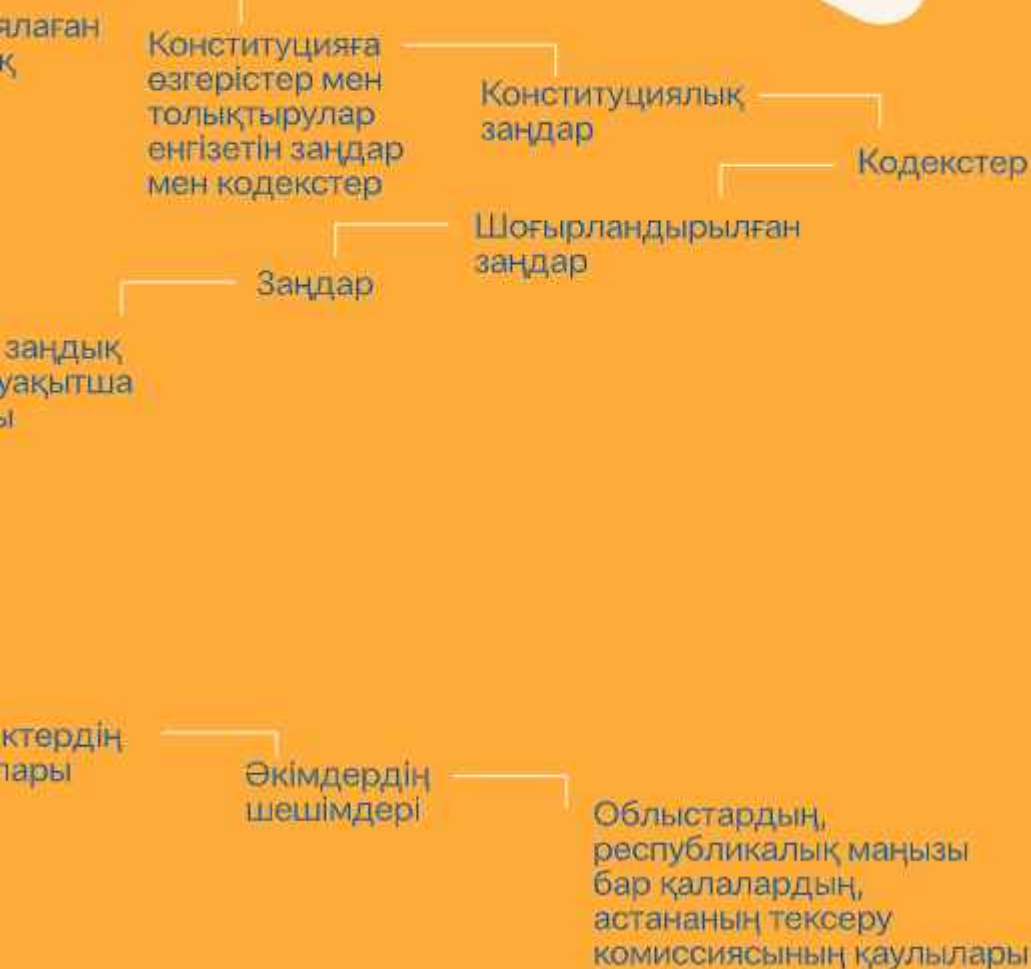 Конституцияға
өзгерістер мен
толықтырулар
енгізетін заңдар
мен кодекстер
Конституциялық
заңдар
Кодекстер
Шоғырландырылған
заңдар
Заңдар
заңдық
уақытша
Әкімдердің
шешімдері
Облыстардың,
республикалық маңызы
бар қалалардың,
астананың тексеру
комиссиясының қаулылары